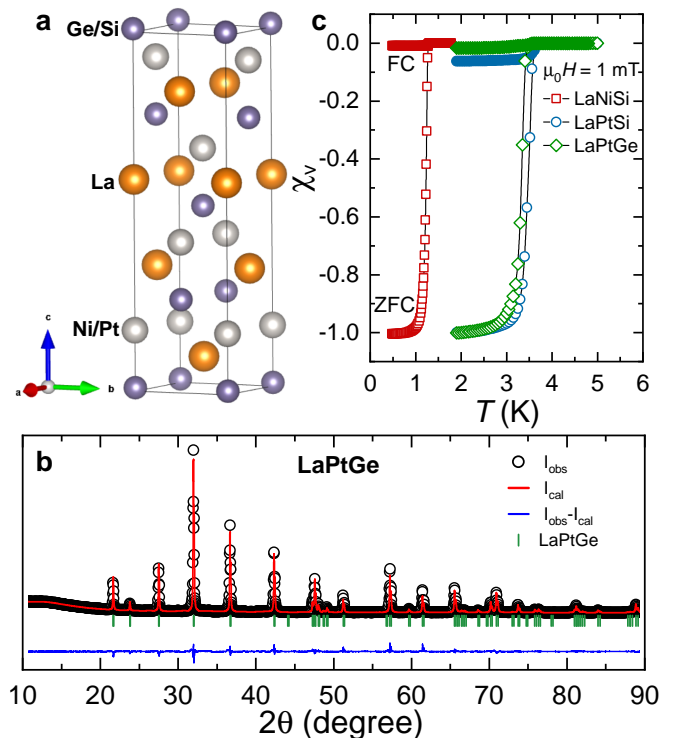 a
Ge/Si
La
Ni/Pt
c
a
b
c
0.0
-0.2
-0.4
-0.6
-0.8
-1.0
χV
FC
ZFC
μ0H = 1 mT
LaNiSi
LaPtSi
LaPtGe
0 1 2 3 4 5 6
T (K)
b
LaPtGe
Iobs
Ical
Iobs-Ical
LaPtGe
10 20 30 40 50 60 70 80 90
2θ (degree)